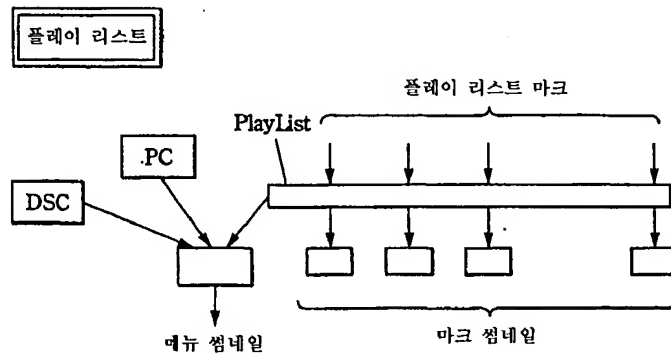 플레이 리스트
플레이 리스트 마크
PlayList
.PC
DSC
메뉴 썸네일
마크 썸네일